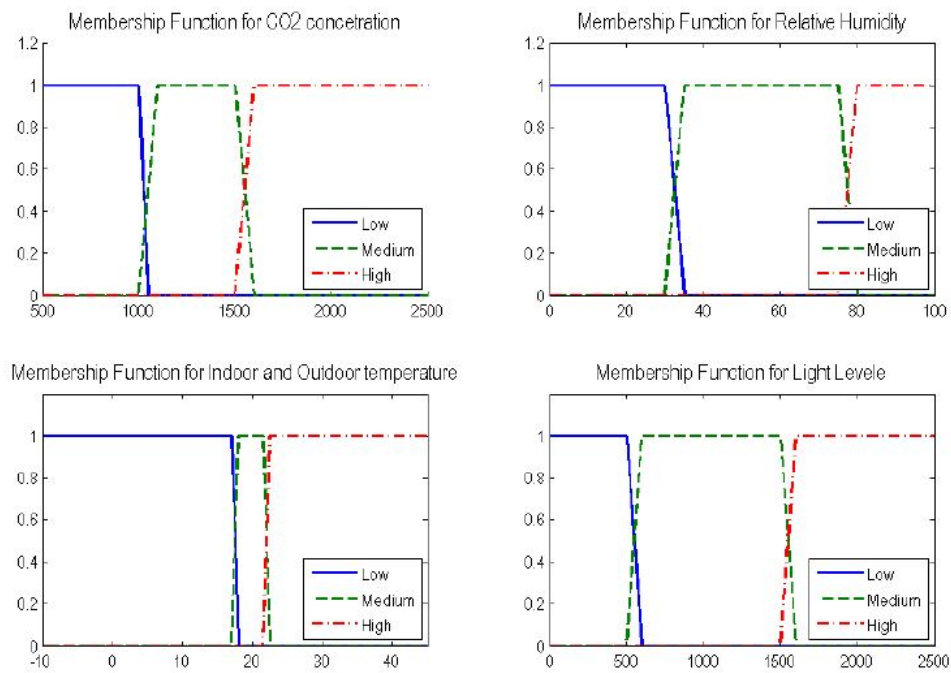 Membership Function for CO2 concetration
1.2
1
0.8
0.6
0.4
0.2
0
500 1000 1500 2000 2500
Low
Medium
High
Membership Function for Relative Humidity
1.2
1
0.8
0.6
0.4
0.2
0
0 20 40 60 80 100
Low
Medium
High
Membership Function for Indoor and Outdoor temperature
1
0.8
0.6
0.4
0.2
0
-10 0 10 20 30 40
Low
Medium
High
Membership Function for Light Levele
1
0.8
0.6
0.4
0.2
0
0 500 1000 1500 2000 2500
Low
Medium
High